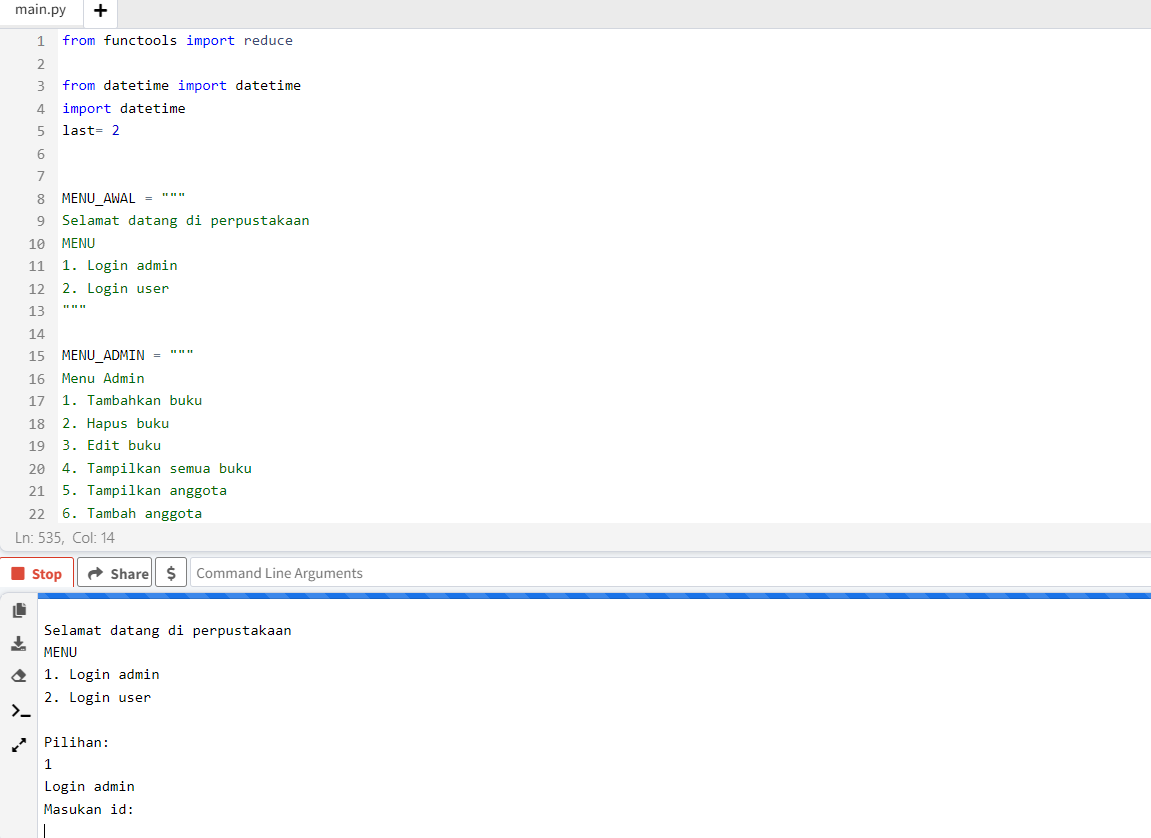 main.py +
1 from functools import reduce
2
3 from datetime import datetime
4 import datetime
5 last= 2
6
7
8 MENU_AWAL = """
9 Selamat datang di perpustakaan
10 MENU
11 1. Login admin
12 2. Login user
13 """
14
15 MENU_ADMIN = """
16 Menu Admin
17 1. Tambahkan buku
18 2. Hapus buku
19 3. Edit buku
20 4. Tampilkan semua buku
21 5. Tampilkan anggota
22 6. Tambah anggota
Ln: 535, Col: 14
Stop Share $ Command Line Arguments
Selamat datang di perpustakaan
MENU
1. Login admin
2. Login user
Pilihan:
1
Login admin
Masukan id: